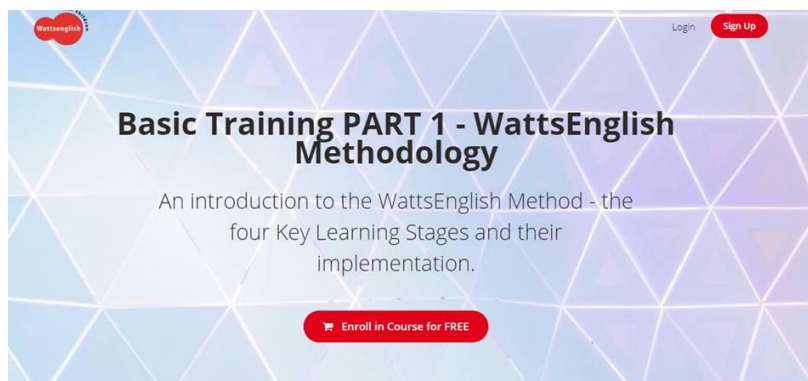 Wattsenglish
children
Login
Sign Up
Basic Training PART 1 - WattsEnglish
Methodology
An introduction to the WattsEnglish Method - the
four Key Learning Stages and their
implementation.
Enroll in Course for FREE